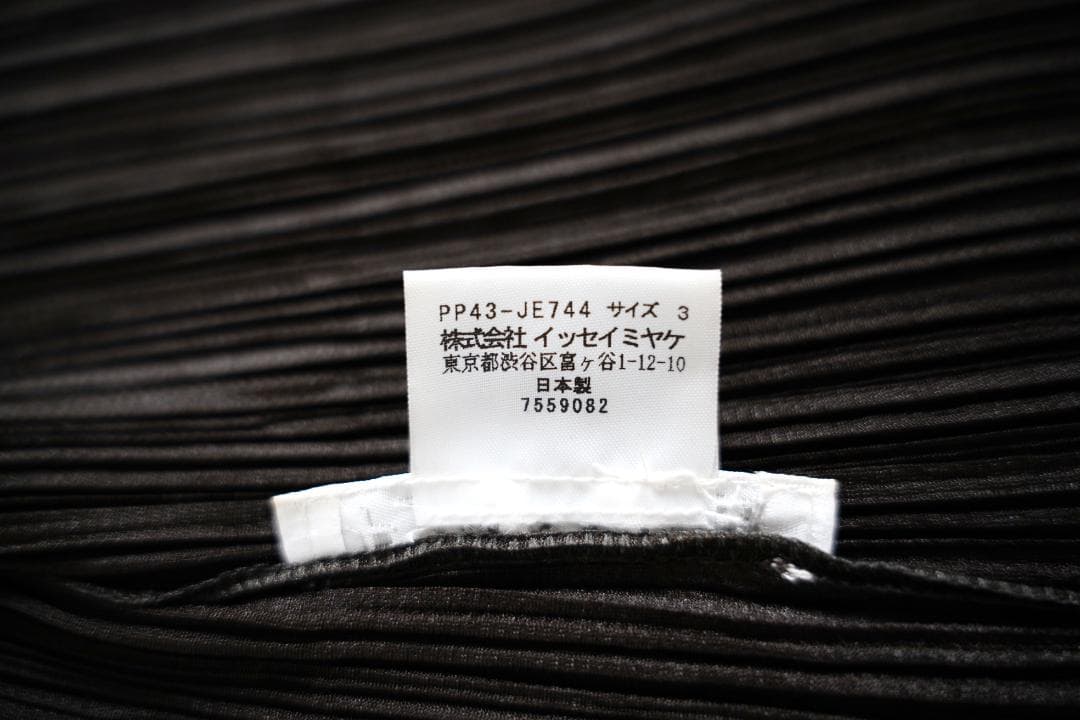 PP43-JE744 サイズ 3
株式会社 イッセイミヤケ
東京都渋谷区富ヶ谷1-12-10
日本製
7559082